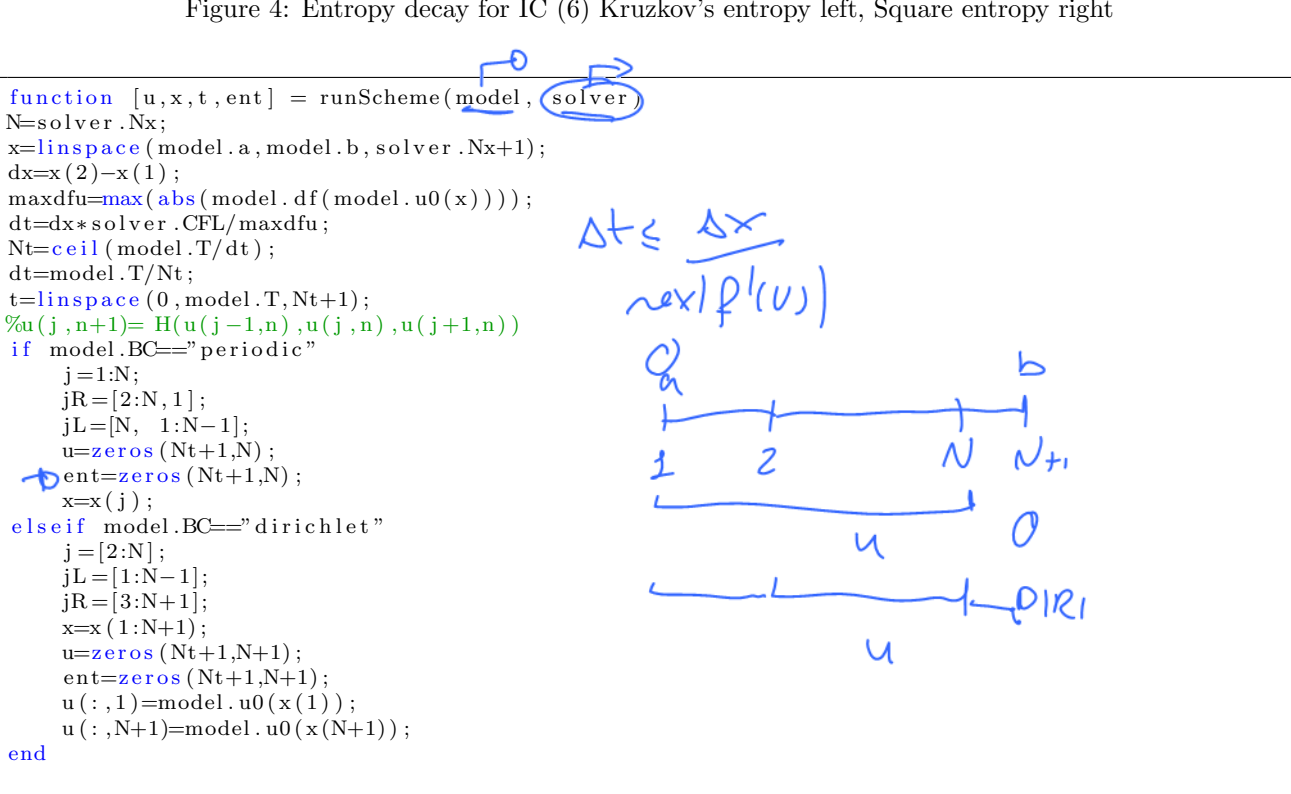 Figure 4: Entropy decay for IC (6) Kruzkov's entropy left, Square entropy right
function [u,x,t,ent] = runScheme(model, solver)
N=solver.Nx;
x=linspace(model.a,model.b,solver.Nx+1);
dx=x(2)-x(1);
maxdfu=max(abs(model.df(model.u0(x))));
dt=dx*solver.CFL/maxdfu;
Nt=ceil(model.T/dt);
dt=model.T/Nt;
t=linspace(0,model.T,Nt+1);
%u(j,n+1)= H(u(j-1,n),u(j,n),u(j+1,n))
if model.BC=="periodic"
j=1:N;
jR=[2:N,1];
jL=[N, 1:N-1];
u=zeros(Nt+1,N);
ent=zeros(Nt+1,N);
x=x(j);
elseif model.BC=="dirichlet"
j=[2:N];
jL=[1:N-1];
jR=[3:N+1];
x=x(1:N+1);
u=zeros(Nt+1,N+1);
ent=zeros(Nt+1,N+1);
u(:,1)=model.u0(x(1));
u(:,N+1)=model.u0(x(N+1));
end
Δt ≤ Δx
max|f'(u)|
a b
1 2 N N+1
u
DIRI
u